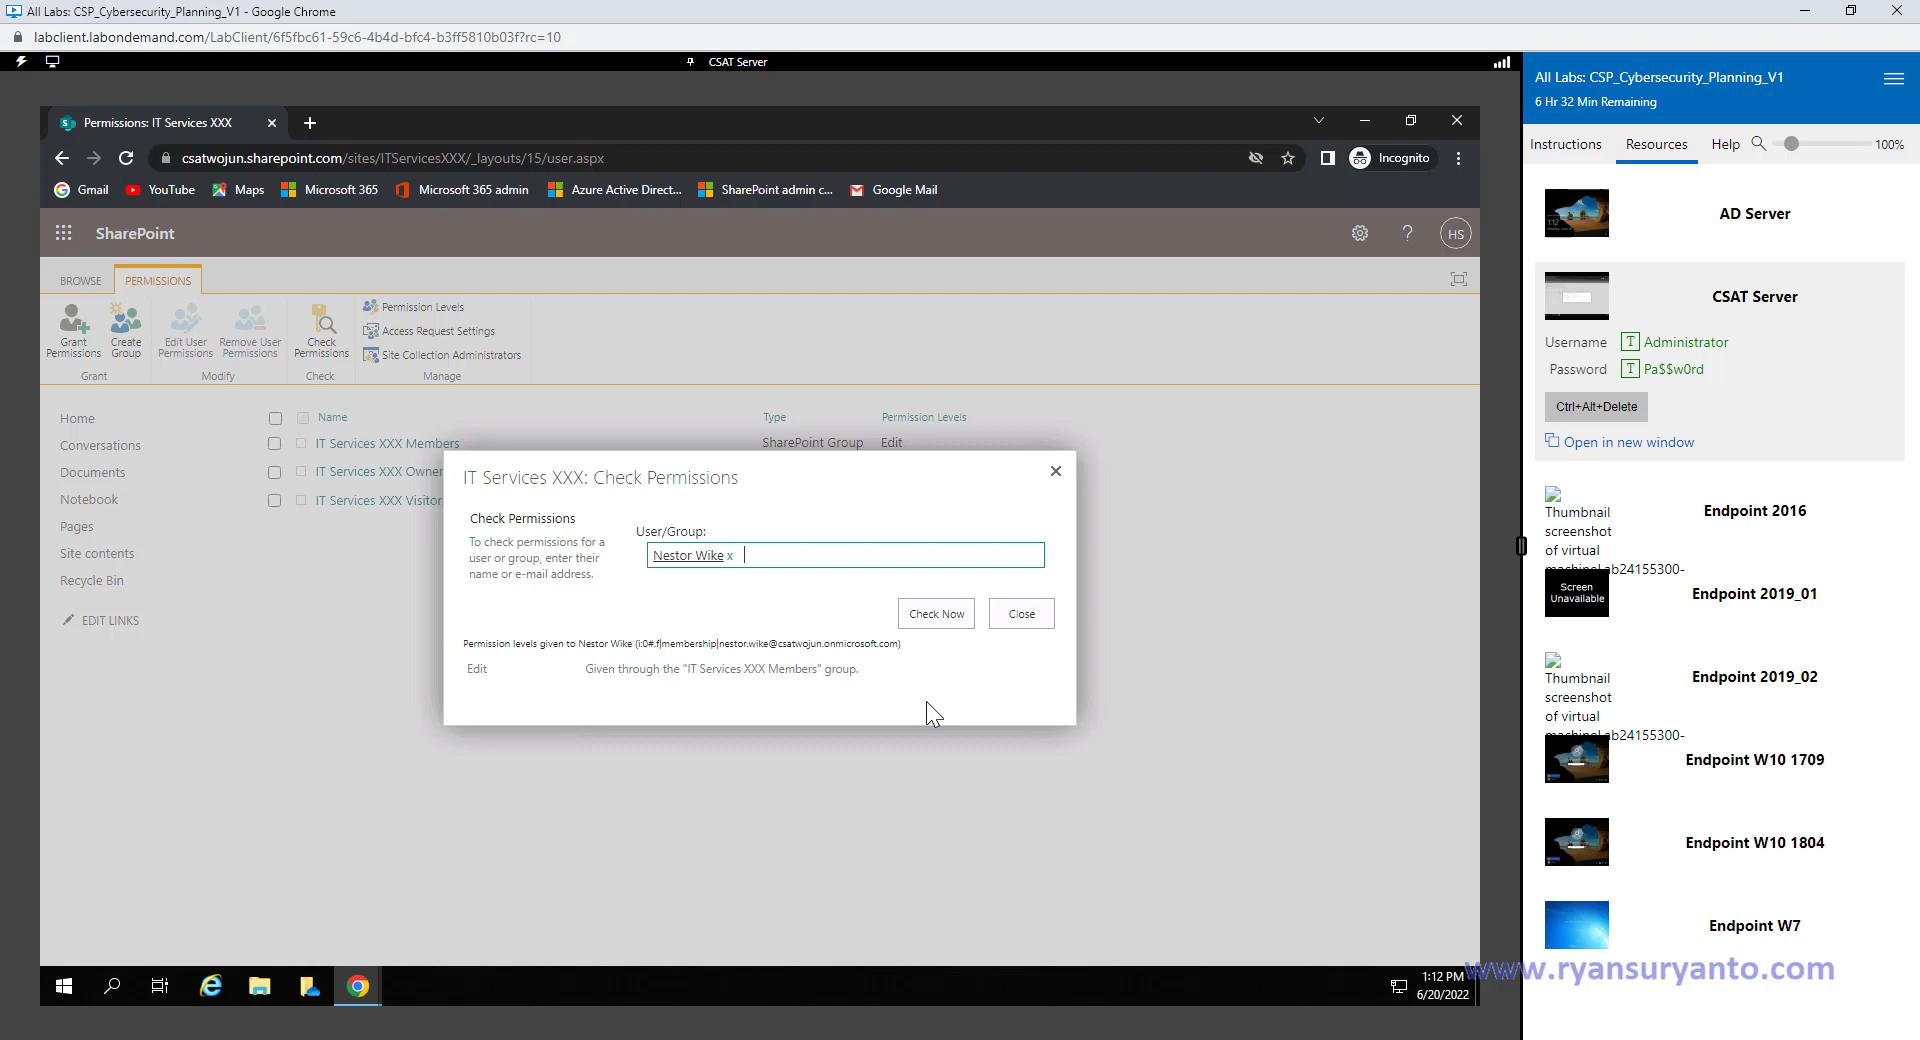 All Labs: CSP_Cybersecurity_Planning_V1 - Google Chrome
labclient.labondemand.com/LabClient/6f5fbc61-59c6-4b4d-bfc4-b3ff5810b03f?rc=10
CSAT Server
Permissions: IT Services XXX
csatwojun.sharepoint.com/sites/ITServicesXXX/_layouts/15/user.aspx
Incognito
Gmail YouTube Maps Microsoft 365 Microsoft 365 admin Azure Active Direct... SharePoint admin c... Google Mail
SharePoint
HS
BROWSE PERMISSIONS
Grant Permissions
Create Group
Edit User Permissions
Remove User Permissions
Check Permissions
Permission Levels
Access Request Settings
Site Collection Administrators
Grant Modify Check Manage
Home
Conversations
Documents
Notebook
Pages
Site contents
Recycle Bin
EDIT LINKS
Name Type Permission Levels
IT Services XXX Members SharePoint Group Edit
IT Services XXX Owner
IT Services XXX Visitor
IT Services XXX: Check Permissions
Check Permissions
To check permissions for a
user or group, enter their
name or e-mail address.
User/Group:
Nestor Wike x
Check Now Close
Permission levels given to Nestor Wike (i:0#.f|membership|nestor.wike@csatwojun.onmicrosoft.com)
Edit Given through the "IT Services XXX Members" group.
1:12 PM
6/20/2022
All Labs: CSP_Cybersecurity_Planning_V1
6 Hr 32 Min Remaining
Instructions Resources Help 100%
AD Server
CSAT Server
Username T Administrator
Password T Pa$$w0rd
Ctrl+Alt+Delete
Open in new window
Thumbnail
screenshot
of virtual
Endpoint 2016
Screen
Unavailable
Endpoint 2019_01
Thumbnail
screenshot
of virtual
Endpoint 2019_02
Endpoint W10 1709
Endpoint W10 1804
Endpoint W7
www.ryansuryanto.com